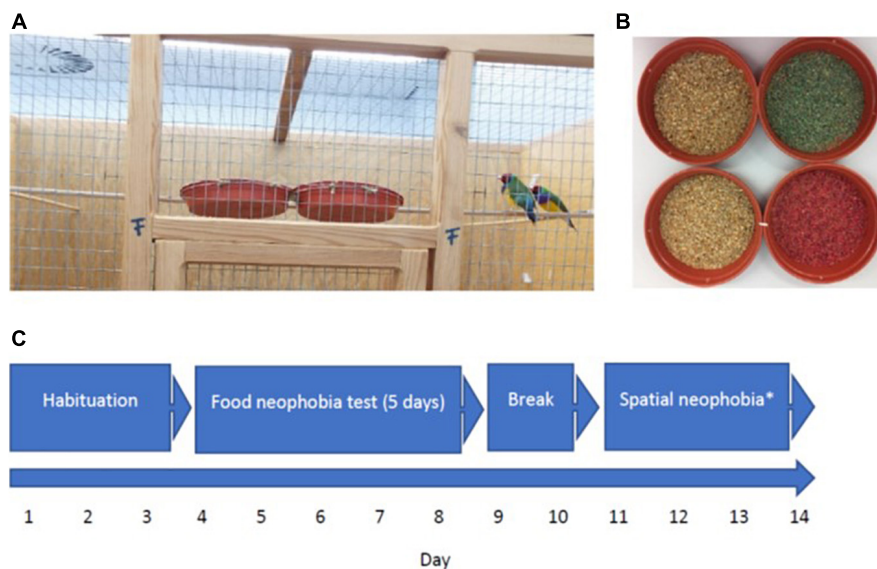 A
B
F
F
C
Habituation
Food neophobia test (5 days)
Break
Spatial neophobia*
1 2 3 4 5 6 7 8 9 10 11 12 13 14
Day